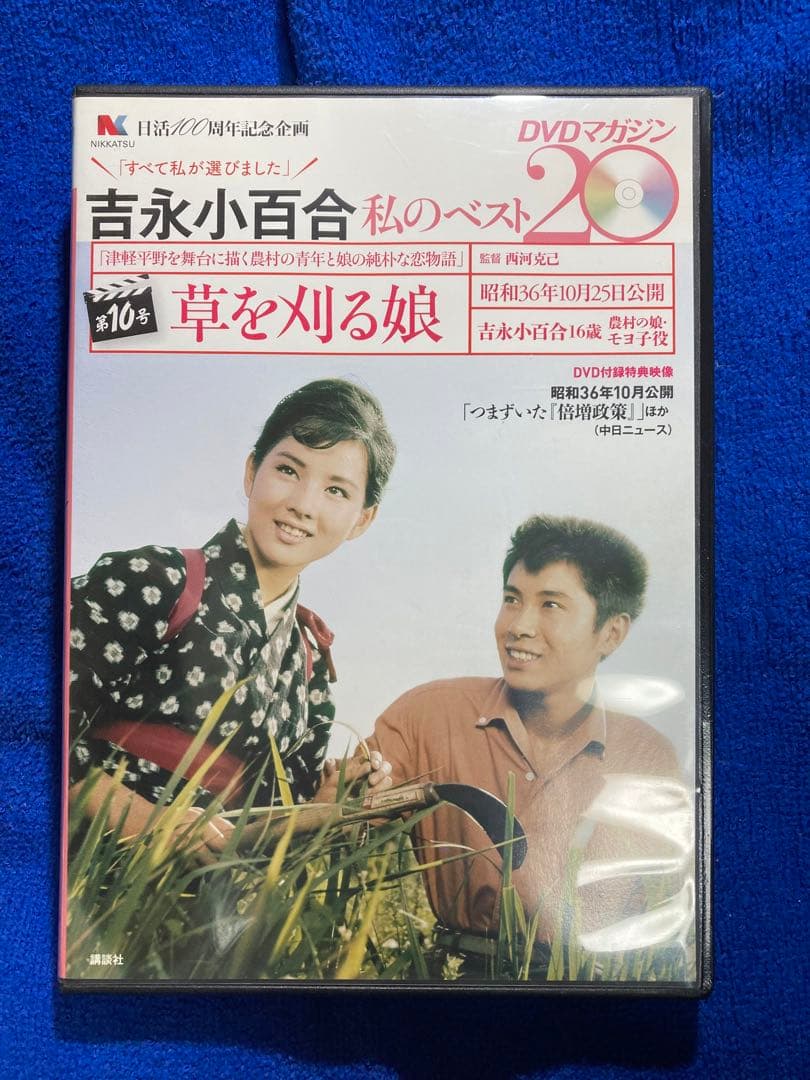 NIKKATSU
日活100周年記念企画
「すべて私が選びました」
DVDマガジン
吉永小百合 私のベスト20
「津軽平野を舞台に描く農村の青年と娘の純朴な恋物語」
監督 西河克己
第10号
草を刈る娘
昭和36年10月25日公開
吉永小百合16歳 農村の娘・モヨ子役
DVD付録特典映像
昭和36年10月公開
「つまずいた『倍増政策』」ほか
(中日ニュース)
講談社